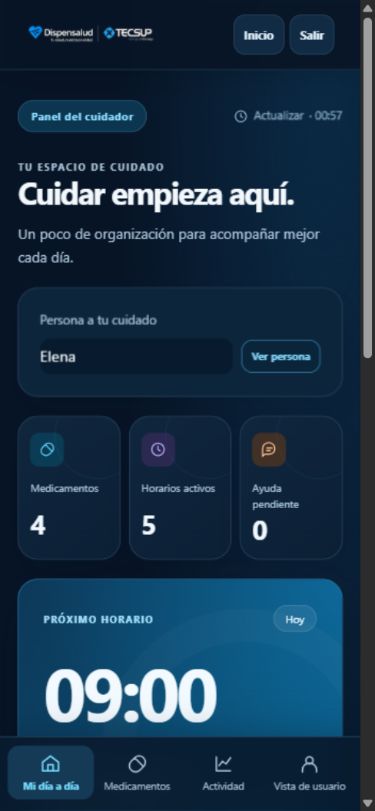 Dispensalud
TECSUP
Inicio
Salir
Panel del cuidador
Actualizar · 00:57
TU ESPACIO DE CUIDADO
Cuidar empieza aquí.
Un poco de organización para acompañar mejor
cada día.
Persona a tu cuidado
Elena
Ver persona
Medicamentos
4
Horarios activos
5
Ayuda
pendiente
0
PRÓXIMO HORARIO
Hoy
09:00
Mi día a día
Medicamentos
Actividad
Vista de usuario